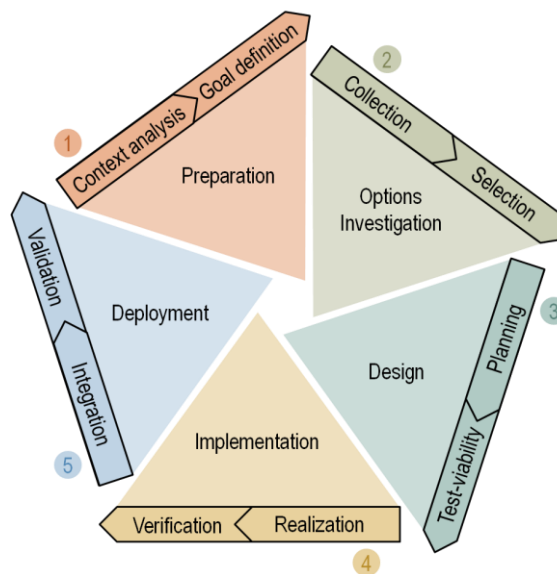 1
Context analysis
Goal definition
Preparation
2
Collection
Selection
Options
Investigation
3
Planning
Test-viability
Design
4
Realization
Verification
Implementation
5
Integration
Validation
Deployment